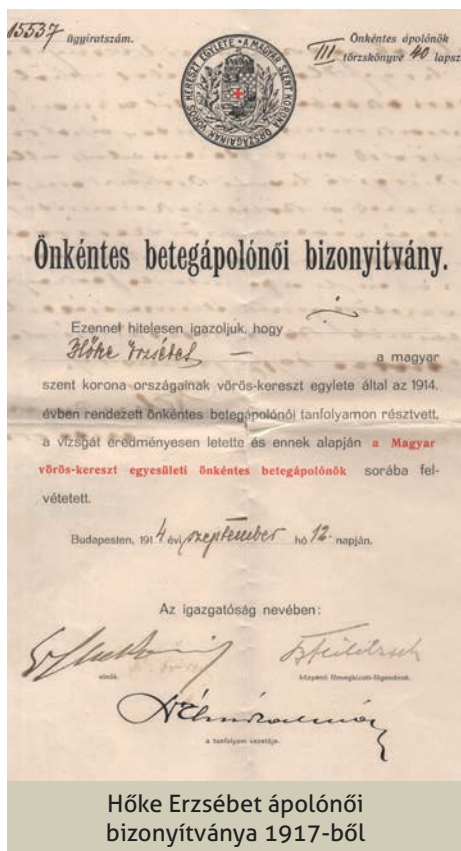 15537 ügyiratszám.
Önkéntes ápolónők
III törzskönyve 40 lapsz
A MAGYAR SZENT KORONA ORSZÁGAINAK VÖRÖS KERESZT EGYLETE
Önkéntes betegápolónői bizonyitvány.
Ezennel hitelesen igazoljuk, hogy
Hőke Erzsébet — a magyar
szent korona országainak vörös-kereszt egylete által az 1914.
évben rendezett önkéntes betegápolónői tanfolyamon résztvett,
a vizsgát eredményesen letette és ennek alapján a Magyar
vörös-kereszt egyesületi önkéntes betegápolónők sorába fel-
vétetett.
Budapesten, 1914 évi szeptember hó 12. napján.
Az igazgatóság nevében:
elnök.
központi főmegbizott-főgondnok.
a tanfolyam vezetője.
Hőke Erzsébet ápolónői
bizonyítványa 1917-ből